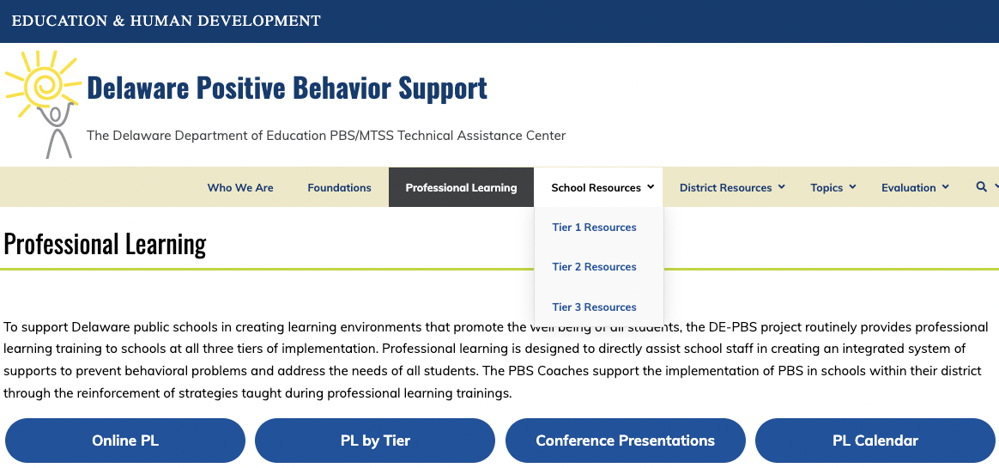 EDUCATION & HUMAN DEVELOPMENT
Delaware Positive Behavior Support
The Delaware Department of Education PBS/MTSS Technical Assistance Center
Who We Are Foundations Professional Learning School Resources District Resources Topics Evaluation
Tier 1 Resources
Tier 2 Resources
Tier 3 Resources
Professional Learning
To support Delaware public schools in creating learning environments that promote the well being of all students, the DE-PBS project routinely provides professional
learning training to schools at all three tiers of implementation. Professional learning is designed to directly assist school staff in creating an integrated system of
supports to prevent behavioral problems and address the needs of all students. The PBS Coaches support the implementation of PBS in schools within their district
through the reinforcement of strategies taught during professional learning trainings.
Online PL PL by Tier Conference Presentations PL Calendar